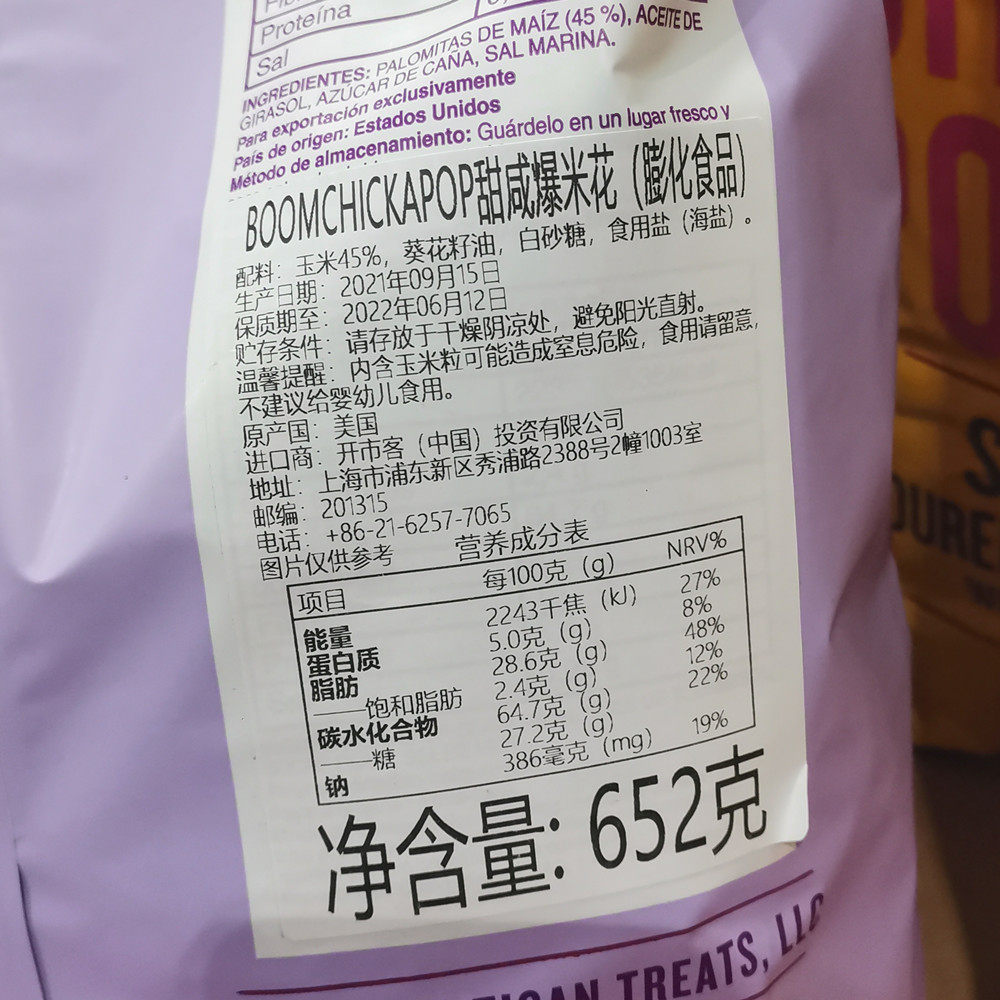 Proteína
Sal
INGREDIENTES: PALOMITAS DE MAÍZ (45 %), ACEITE DE
GIRASOL, AZÚCAR DE CAÑA, SAL MARINA.
Para exportación exclusivamente
País de origen: Estados Unidos
Método de almacenamiento: Guárdelo en un lugar fresco y
BOOMCHICKAPOP甜咸爆米花（膨化食品）
配料：玉米45%，葵花籽油，白砂糖，食用盐（海盐）。
生产日期：2021年09月15日
保质期至：2022年06月12日
贮存条件：请存放于干燥阴凉处，避免阳光直射。
温馨提醒：内含玉米粒可能造成窒息危险，食用请留意，
不建议给婴幼儿食用。
原产国：美国
进口商：开市客（中国）投资有限公司
地址：上海市浦东新区秀浦路2388号2幢1003室
邮编：201315
电话：+86-21-6257-7065
图片仅供参考 营养成分表
项目 每100克（g） NRV%
能量 2243千焦（kJ） 27%
蛋白质 5.0克（g） 8%
脂肪 28.6克（g） 48%
——饱和脂肪 2.4克（g） 12%
碳水化合物 64.7克（g） 22%
——糖 27.2克（g）
钠 386毫克（mg） 19%
净含量: 652克
TREATS, LLC